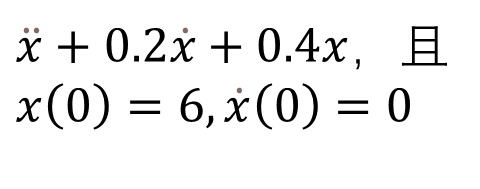 ẍ + 0.2ẋ + 0.4x, 且
x(0) = 6, ẋ(0) = 0